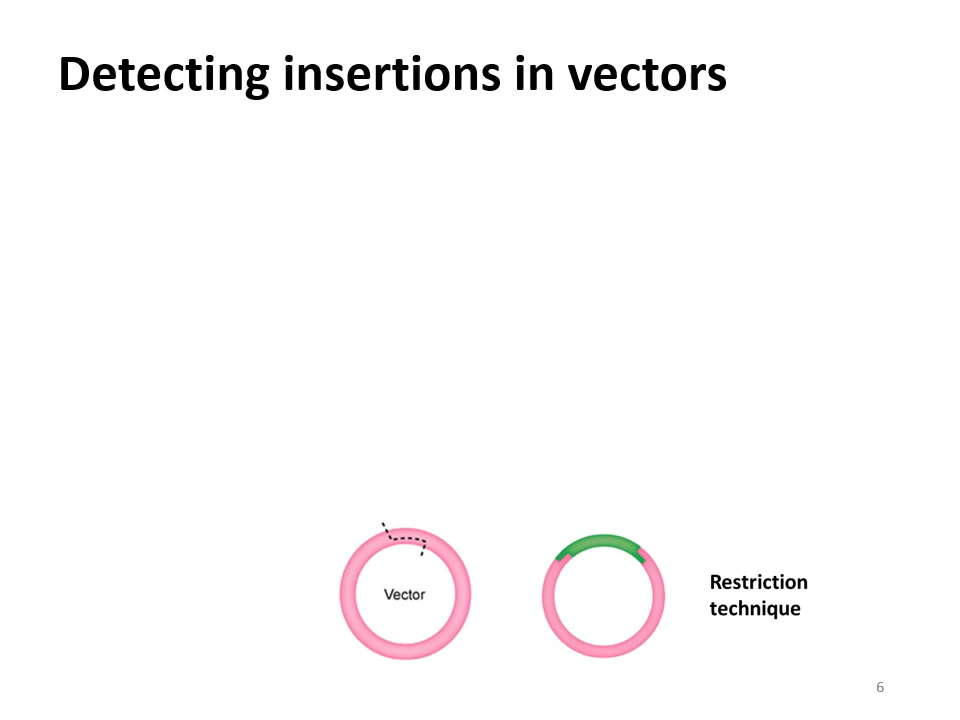 Detecting insertions in vectors
Vector
Restriction
technique
6